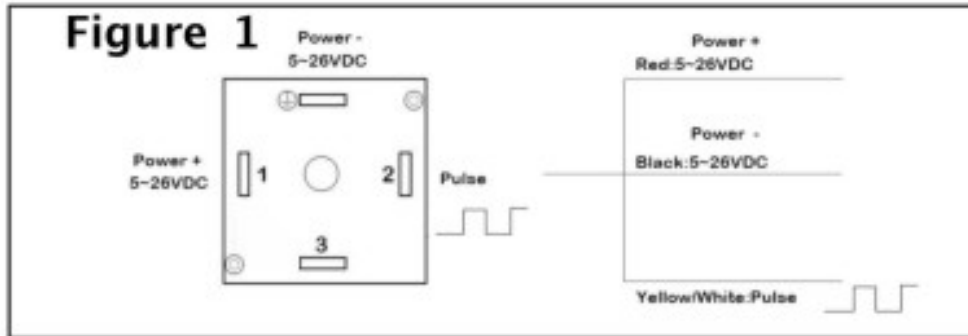 Figure 1
Power -
5~26VDC
Power +
5~26VDC
1
2
3
Pulse
Power +
Red:5~26VDC
Power -
Black:5~26VDC
Yellow/White:Pulse